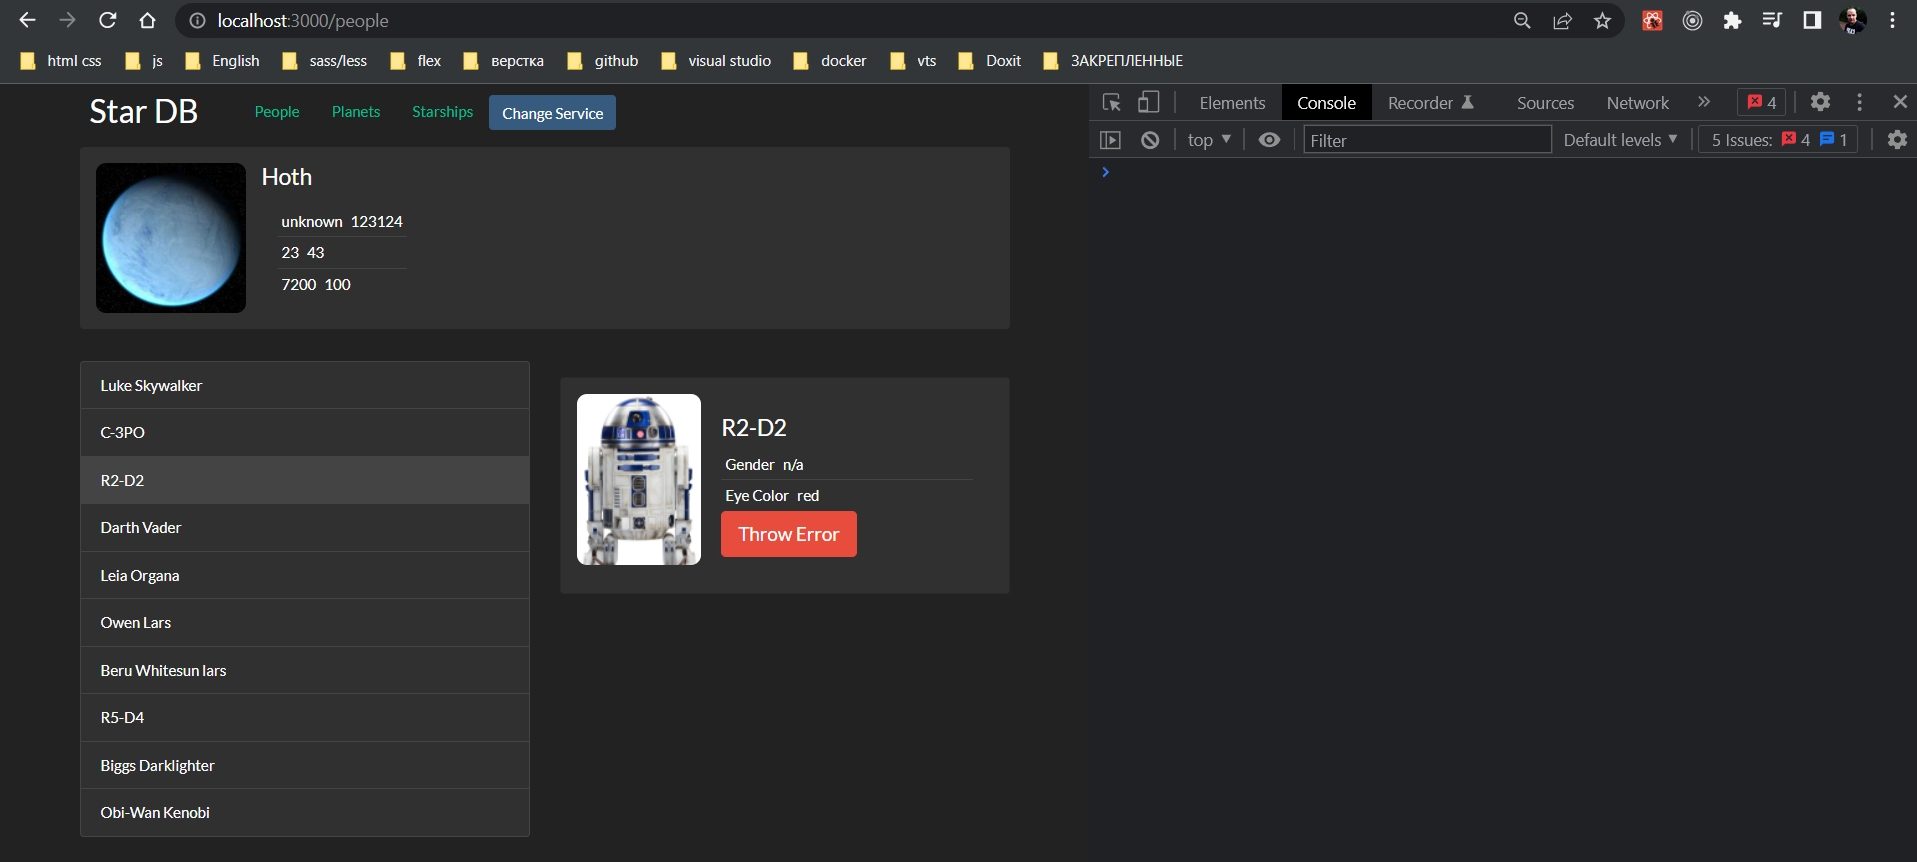 localhost:3000/people
html css js English sass/less flex верстка github visual studio docker vts Doxit ЗАКРЕПЛЕННЫЕ
Star DB People Planets Starships Change Service
Elements Console Recorder Sources Network 4
top Filter Default levels 5 Issues: 4 1
Hoth
unknown 123124
23 43
7200 100
Luke Skywalker
C-3PO
R2-D2
Darth Vader
Leia Organa
Owen Lars
Beru Whitesun lars
R5-D4
Biggs Darklighter
Obi-Wan Kenobi
R2-D2
Gender n/a
Eye Color red
Throw Error